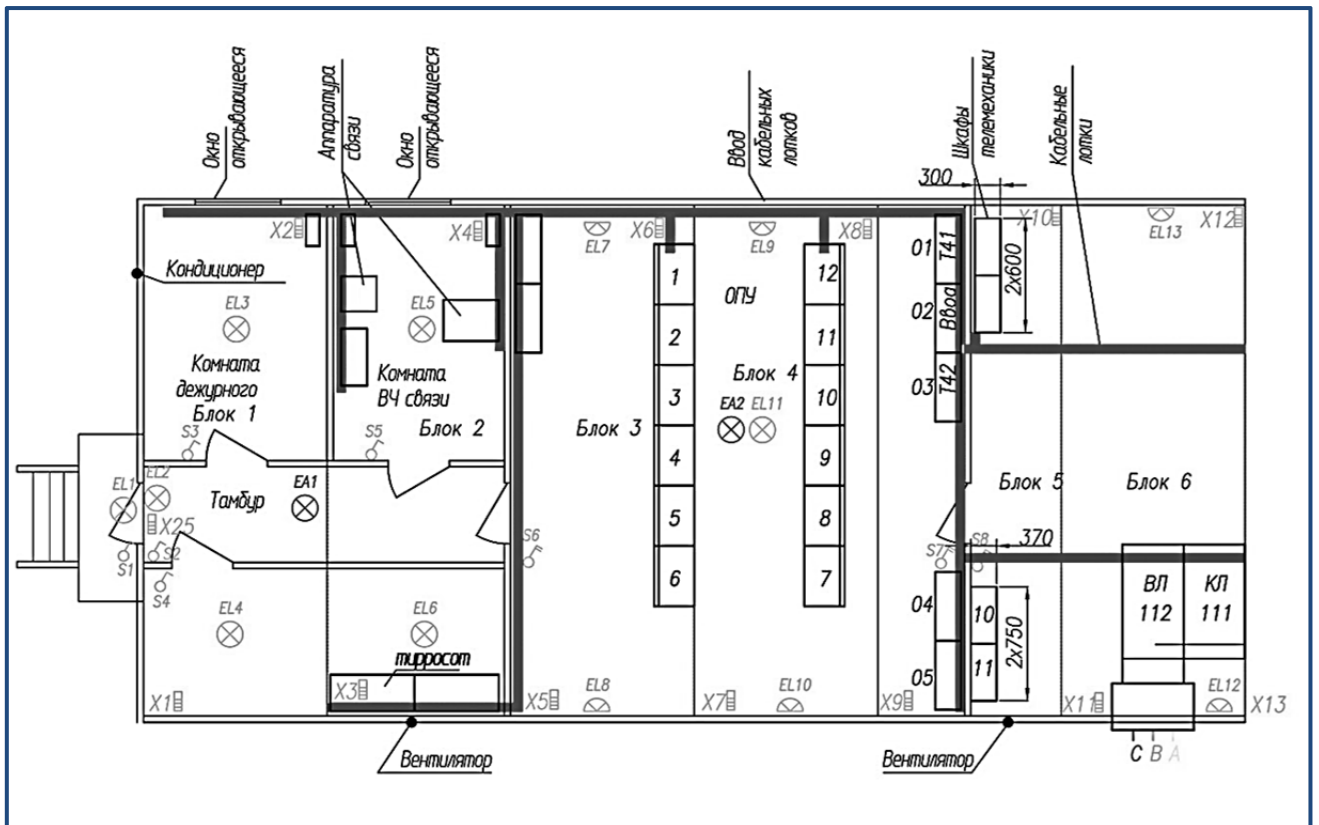 Окно
открывающееся
Аппаратура
связи
Окно
открывающееся
Ввод
кабельных
лотков
Шкафы
телемеханики
Кабельные
лотки
300
X2
X4
EL7
X6
EL9
X8
01
T41
X10
EL13
X12
Кондиционер
1
12
2x600
ОПУ
EL3
EL5
02
Ввод
2
11
Комната
дежурного
Блок 1
Комната
ВЧ связи
Блок 2
Блок 4
03
T42
3
10
EA2
EL11
S3
S5
Блок 3
4
9
EL1
EL2
Тамбур
EA1
Блок 5
Блок 6
5
8
X25
S1
S2
S6
S7
S8
370
S4
6
7
ВЛ
112
КЛ
111
EL4
EL6
04
10
2x750
тирросот
11
X1
X3
X5
EL8
X7
EL10
X9
05
X11
EL12
X13
C B A
Вентилятор
Вентилятор